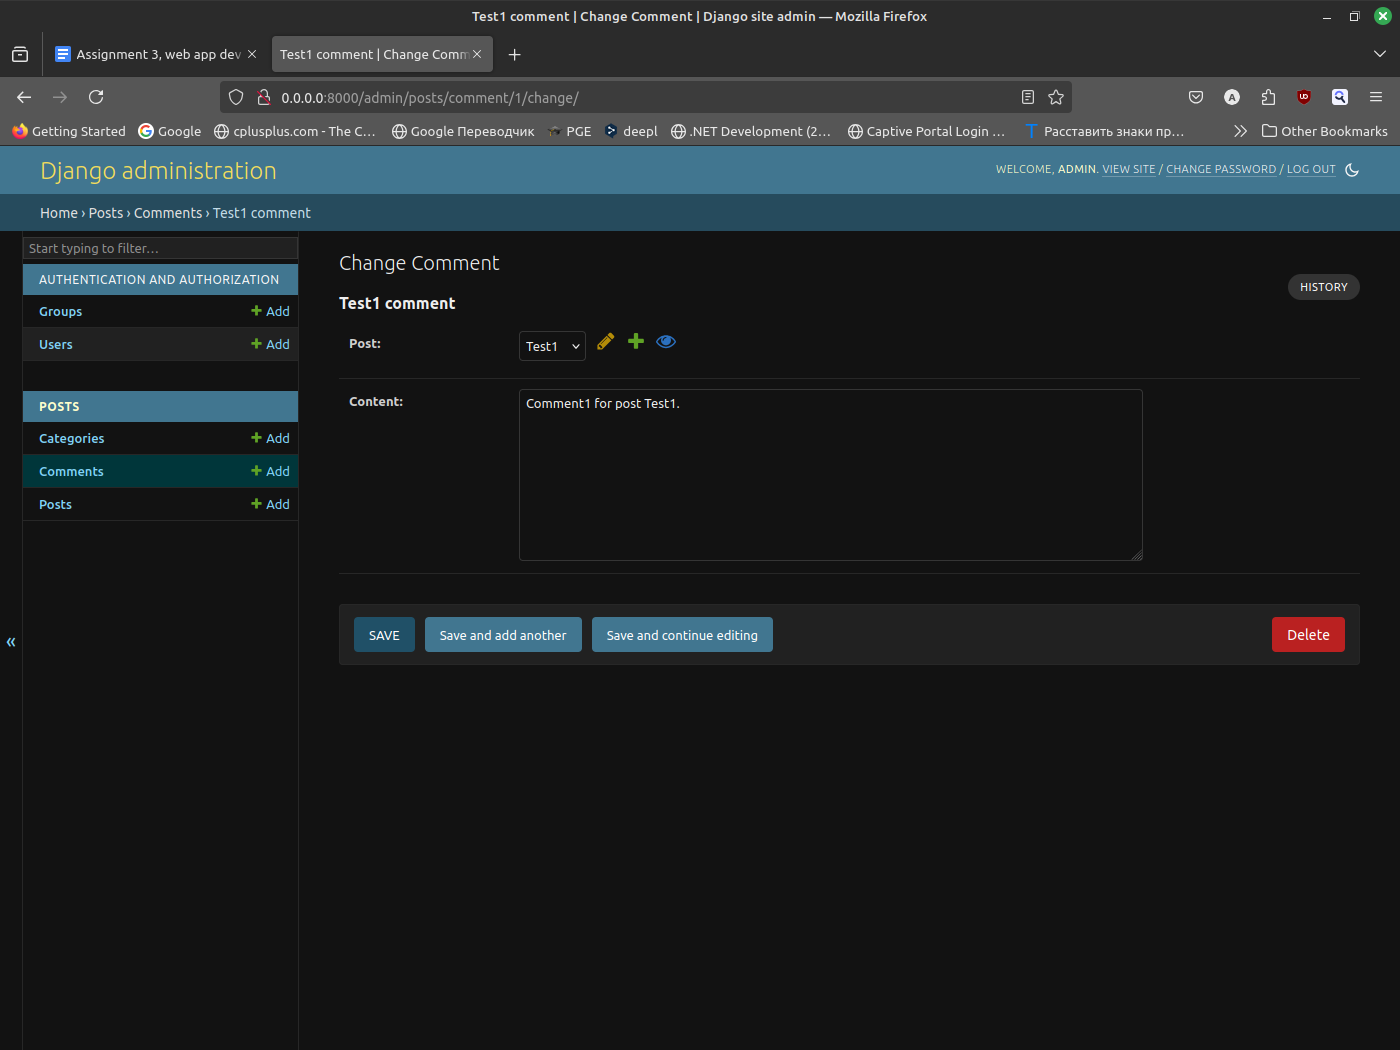 Test1 comment | Change Comment | Django site admin — Mozilla Firefox
Assignment 3, web app dev
Test1 comment | Change Comm
0.0.0.0:8000/admin/posts/comment/1/change/
Getting Started Google cplusplus.com - The C... Google Переводчик PGE deepl .NET Development (2... Captive Portal Login ... Расставить знаки пр... Other Bookmarks
Django administration
WELCOME, ADMIN. VIEW SITE / CHANGE PASSWORD / LOG OUT
Home › Posts › Comments › Test1 comment
Start typing to filter...
AUTHENTICATION AND AUTHORIZATION
Groups Add
Users Add
POSTS
Categories Add
Comments Add
Posts Add
«
Change Comment
HISTORY
Test1 comment
Post: Test1
Content: Comment1 for post Test1.
SAVE Save and add another Save and continue editing Delete